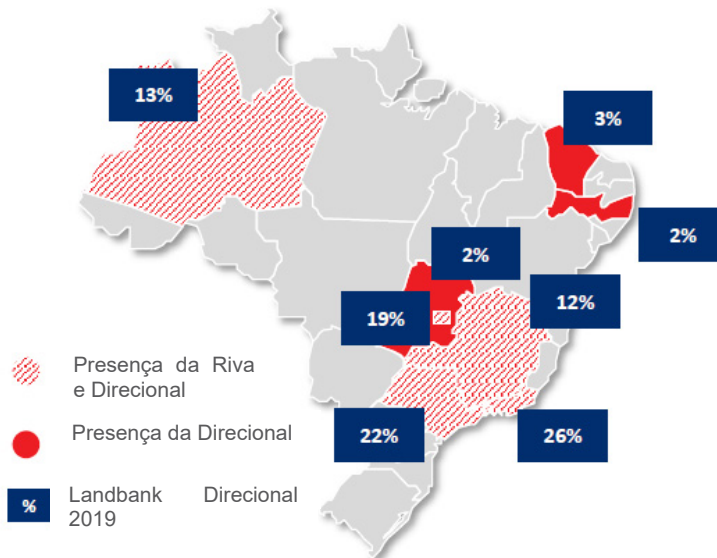 13%
3%
2%
2%
12%
19%
22%
26%
Presença da Riva
e Direcional
Presença da Direcional
% Landbank Direcional
2019